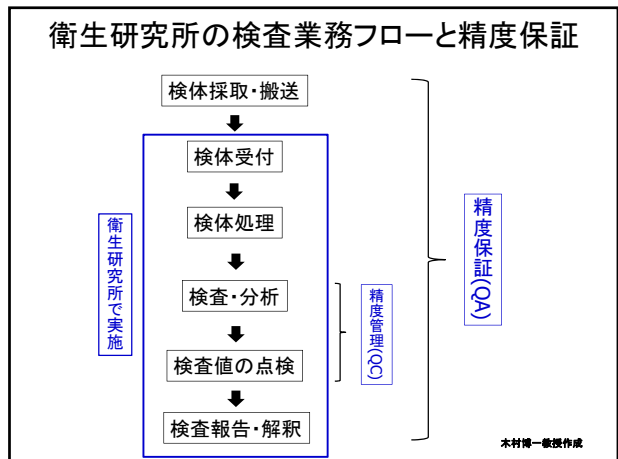 衛生研究所の検査業務フローと精度保証
検体採取・搬送
検体受付
検体処理
検査・分析
検査値の点検
検査報告・解釈
衛生研究所で実施
精度管理(QC)
精度保証(QA)
木村博一教授作成